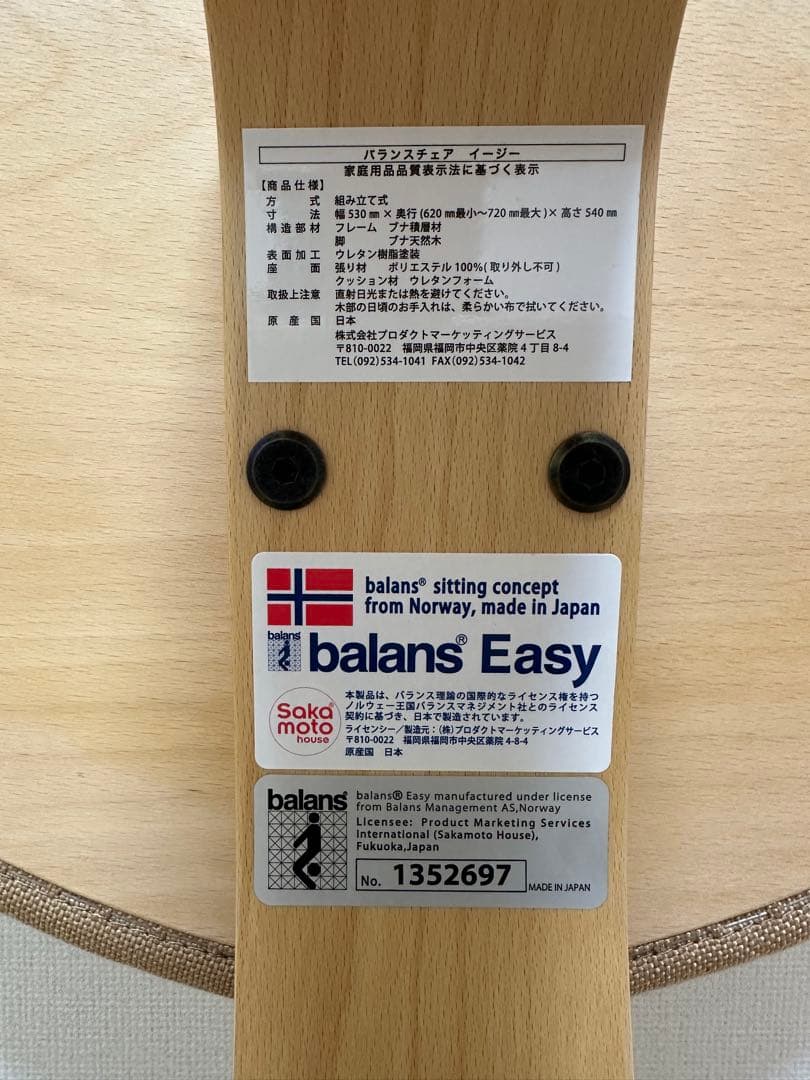 バランスチェア　イージー
家庭用品品質表示法に基づく表示
【商品仕様】
方　式　組み立て式
寸　法　幅 530 ㎜ × 奥行 (620 ㎜最小〜720 ㎜最大 )× 高さ 540 ㎜
構造部材　フレーム　ブナ積層材
脚　ブナ天然木
表面加工　ウレタン樹脂塗装
座　面　張り材　ポリエステル 100% ( 取り外し不可 )
クッション材　ウレタンフォーム
取扱上注意　直射日光または熱を避けてください。
木部の日頃のお手入れは、柔らかい布で拭いてください。
原産国　日本
株式会社プロダクトマーケッティングサービス
〒810-0022　福岡県福岡市中央区薬院 4 丁目 8-4
TEL(092)534-1041 FAX(092)534-1042
balans® sitting concept
from Norway, made in Japan
balans
balans® Easy
Saka®
moto
house
本製品は、バランス理論の国際的なライセンス権を持つ
ノルウェー王国バランスマネジメント社とのライセンス
契約に基づき、日本で製造されています。
ライセンシー／製造元：（株）プロダクトマーケッティングサービス
〒810-0022　福岡県福岡市中央区薬院 4-8-4
原産国　日本
balans®
balans® Easy manufactured under license
from Balans Management AS,Norway
Licensee: Product Marketing Services
International (Sakamoto House),
Fukuoka,Japan
No. 1352697
MADE IN JAPAN